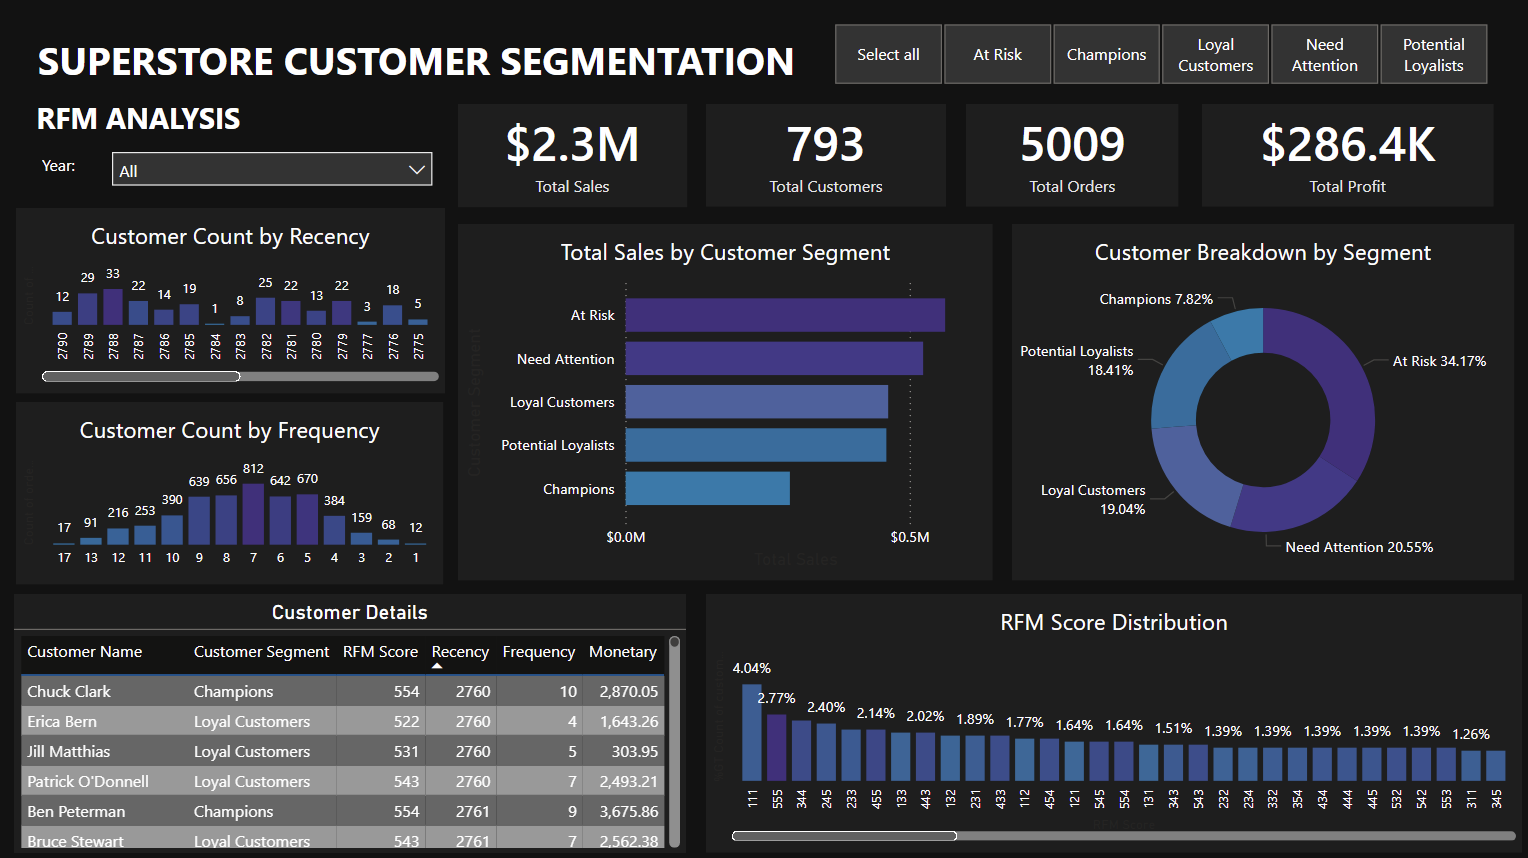 SUPERSTORE CUSTOMER SEGMENTATION
Select all
At Risk
Champions
Loyal
Customers
Need
Attention
Potential
Loyalists
RFM ANALYSIS
Year:
All
$2.3M
Total Sales
793
Total Customers
5009
Total Orders
$286.4K
Total Profit
Customer Count by Recency
12 29 33 22 14 19 1 8 25 22 13 22 3 18 5
2790 2789 2788 2787 2786 2785 2784 2783 2782 2781 2780 2779 2777 2776 2775
Customer Count by Frequency
17 91 216 253 390 639 656 812 642 670 384 159 68 12
17 13 12 11 10 9 8 7 6 5 4 3 2 1
Total Sales by Customer Segment
Customer Segment
At Risk
Need Attention
Loyal Customers
Potential Loyalists
Champions
$0.0M $0.5M
Total Sales
Customer Breakdown by Segment
Champions 7.82%
Potential Loyalists
18.41%
At Risk 34.17%
Loyal Customers
19.04%
Need Attention 20.55%
Customer Details
Customer Name Customer Segment RFM Score Recency Frequency Monetary
Chuck Clark Champions 554 2760 10 2,870.05
Erica Bern Loyal Customers 522 2760 4 1,643.26
Jill Matthias Loyal Customers 531 2760 5 303.95
Patrick O'Donnell Loyal Customers 543 2760 7 2,493.21
Ben Peterman Champions 554 2761 9 3,675.86
Bruce Stewart Loyal Customers 543 2761 7 2,562.38
RFM Score Distribution
4.04% 2.77% 2.40% 2.14% 2.02% 1.89% 1.77% 1.64% 1.64% 1.51% 1.39% 1.39% 1.39% 1.39% 1.39% 1.26%
111 555 344 245 233 455 133 443 132 231 433 112 454 121 545 554 131 343 543 232 234 332 354 434 444 445 532 542 553 311 345
RFM Score